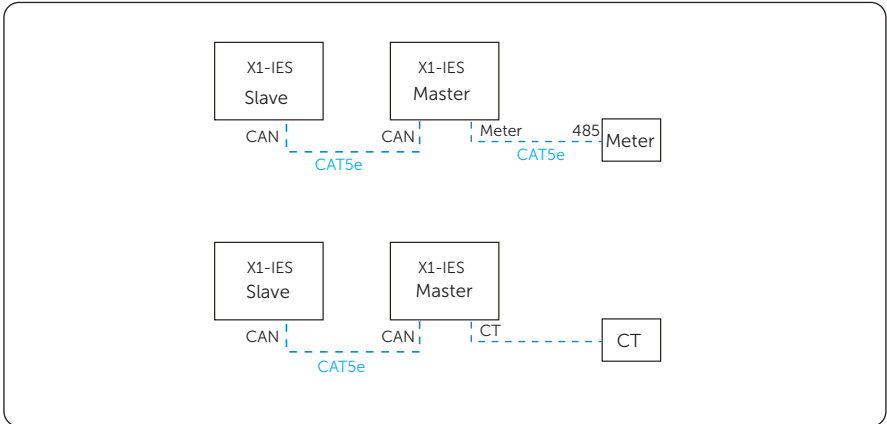 X1-IES
Slave
X1-IES
Master
CAN
CAN
Meter
485
Meter
CAT5e
CAT5e
X1-IES
Slave
X1-IES
Master
CAN
CAN
CT
CT
CAT5e